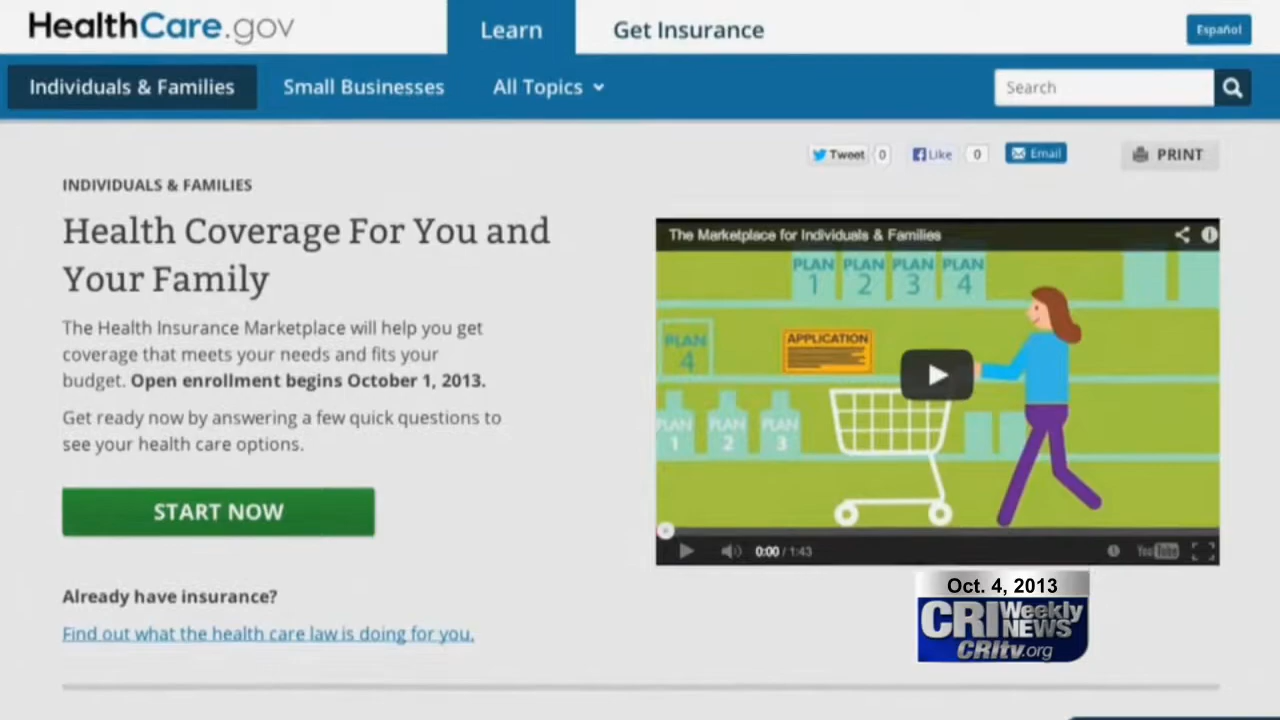 HealthCare.gov
Learn
Get Insurance
Español
Individuals & Families
Small Businesses
All Topics
Search
Tweet
0
Like
0
Email
PRINT
INDIVIDUALS & FAMILIES
Health Coverage For You and
Your Family
The Health Insurance Marketplace will help you get
coverage that meets your needs and fits your
budget. Open enrollment begins October 1, 2013.
Get ready now by answering a few quick questions to
see your health care options.
START NOW
Already have insurance?
Find out what the health care law is doing for you.
The Marketplace for Individuals & Families
PLAN PLAN PLAN PLAN
1 2 3 4
PLAN
4
APPLICATION
PLAN PLAN PLAN
1 2 3
0:00 / 1:43
YouTube
Oct. 4, 2013
CRI Weekly
NEWS
CRItv.org